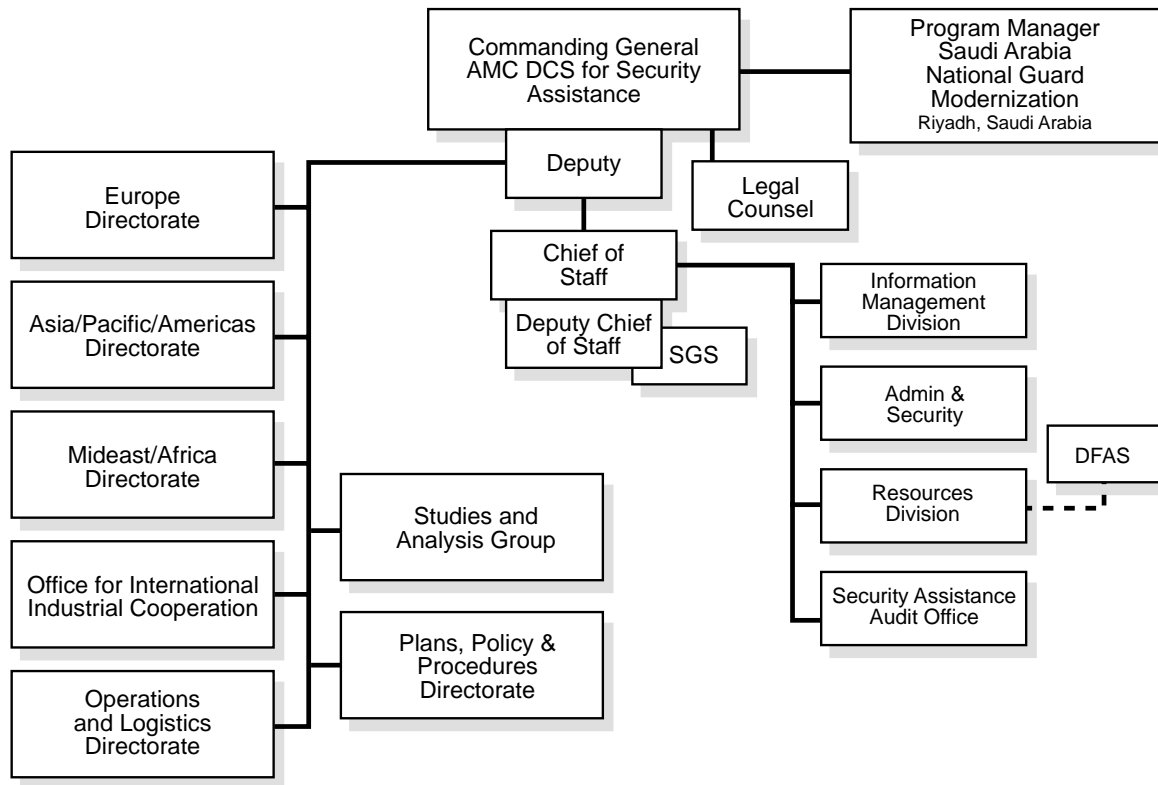 Commanding General
AMC DCS for Security
Assistance
Program Manager
Saudi Arabia
National Guard
Modernization
Riyadh, Saudi Arabia
Deputy
Legal
Counsel
Chief of
Staff
Deputy Chief
of Staff
SGS
Europe
Directorate
Asia/Pacific/Americas
Directorate
Mideast/Africa
Directorate
Office for International
Industrial Cooperation
Operations
and Logistics
Directorate
Studies and
Analysis Group
Plans, Policy &
Procedures
Directorate
Information
Management
Division
Admin &
Security
Resources
Division
DFAS
Security Assistance
Audit Office